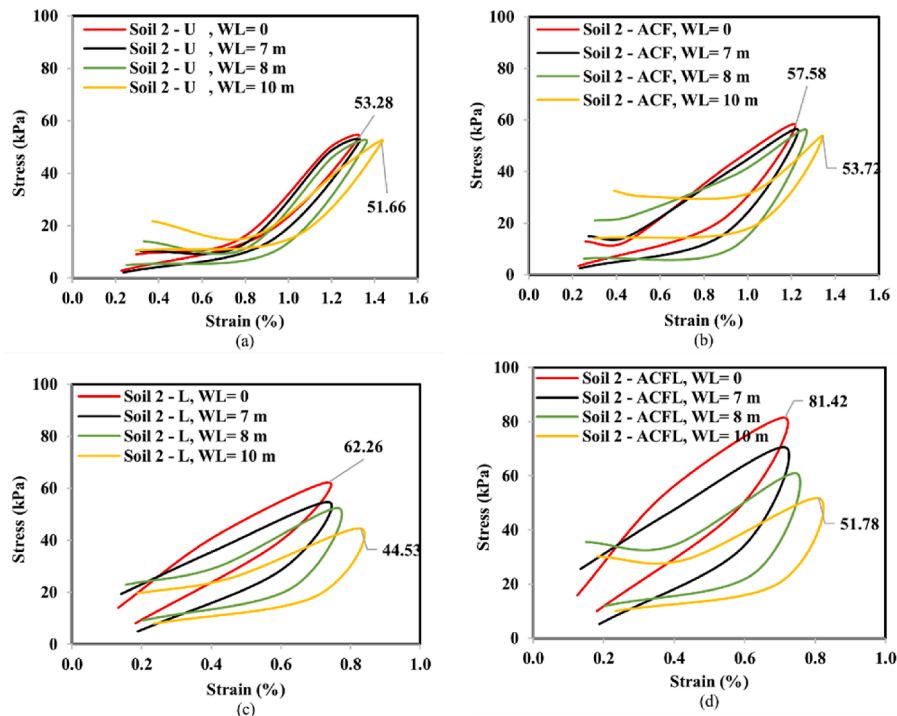 100
80
60
40
20
0
Stress (kPa)
Soil 2 - U , WL= 0
Soil 2 - U , WL= 7 m
Soil 2 - U , WL= 8 m
Soil 2 - U , WL= 10 m
53.28
51.66
0.0 0.2 0.4 0.6 0.8 1.0 1.2 1.4 1.6
Strain (%)
(a)
100
80
60
40
20
0
Stress (kPa)
Soil 2 - ACF, WL= 0
Soil 2 - ACF, WL= 7 m
Soil 2 - ACF, WL= 8 m
Soil 2 - ACF, WL= 10 m
57.58
53.72
0.0 0.2 0.4 0.6 0.8 1.0 1.2 1.4 1.6
Strain (%)
(b)
100
80
60
40
20
0
Stress (kPa)
Soil 2 - L, WL= 0
Soil 2 - L, WL= 7 m
Soil 2 - L, WL= 8 m
Soil 2 - L, WL= 10 m
62.26
44.53
0.0 0.2 0.4 0.6 0.8 1.0
Strain (%)
(c)
100
80
60
40
20
0
Stress (kPa)
Soil 2 - ACFL, WL= 0
Soil 2 - ACFL, WL= 7 m
Soil 2 - ACFL, WL= 8 m
Soil 2 - ACFL, WL= 10 m
81.42
51.78
0.0 0.2 0.4 0.6 0.8 1.0
Strain (%)
(d)